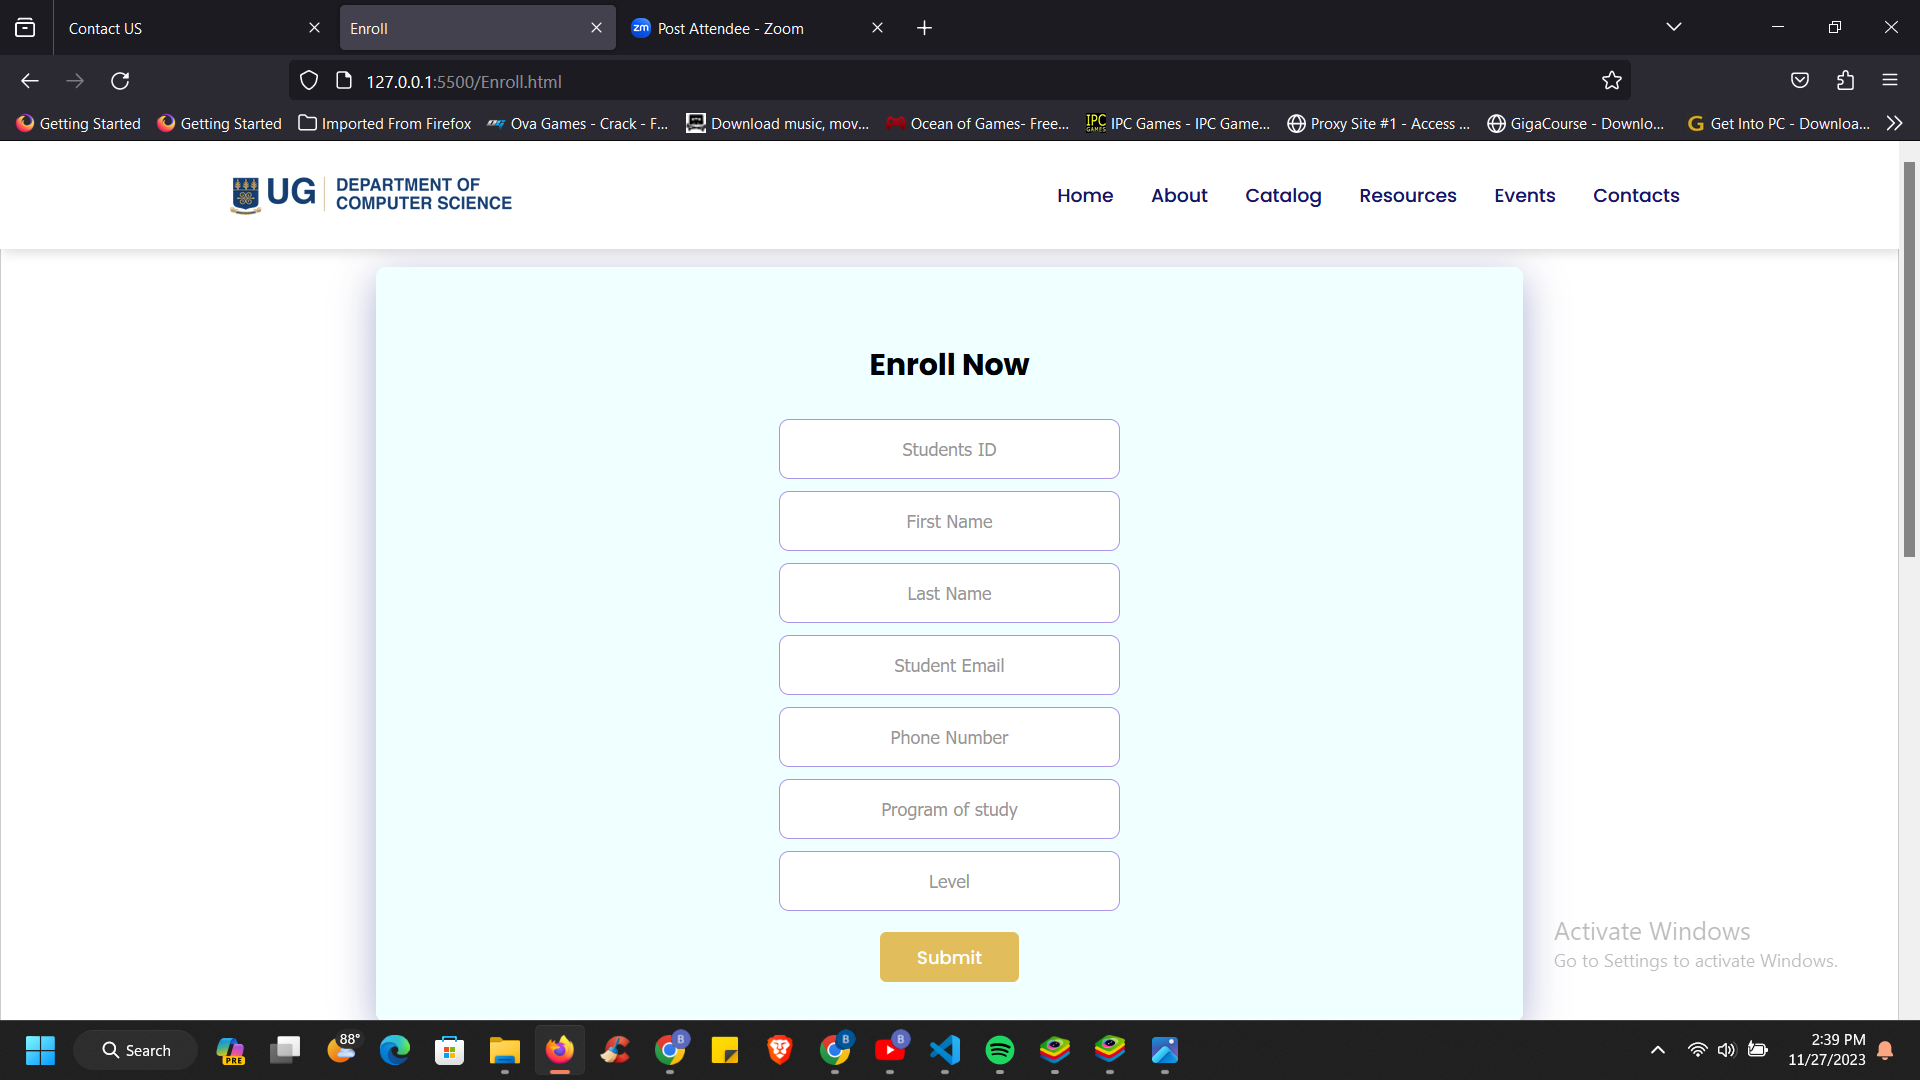 Contact US
Enroll
zm Post Attendee - Zoom
127.0.0.1:5500/Enroll.html
Getting Started
Getting Started
Imported From Firefox
Ova Games - Crack - F...
Download music, mov...
Ocean of Games- Free...
IPC GAMES IPC Games - IPC Game...
Proxy Site #1 - Access ...
GigaCourse - Downlo...
G Get Into PC - Downloa...
UG DEPARTMENT OF
COMPUTER SCIENCE
Home
About
Catalog
Resources
Events
Contacts
Enroll Now
Students ID
First Name
Last Name
Student Email
Phone Number
Program of study
Level
Submit
Activate Windows
Go to Settings to activate Windows.
Search
PRE
88°
B
B
B
2:39 PM
11/27/2023